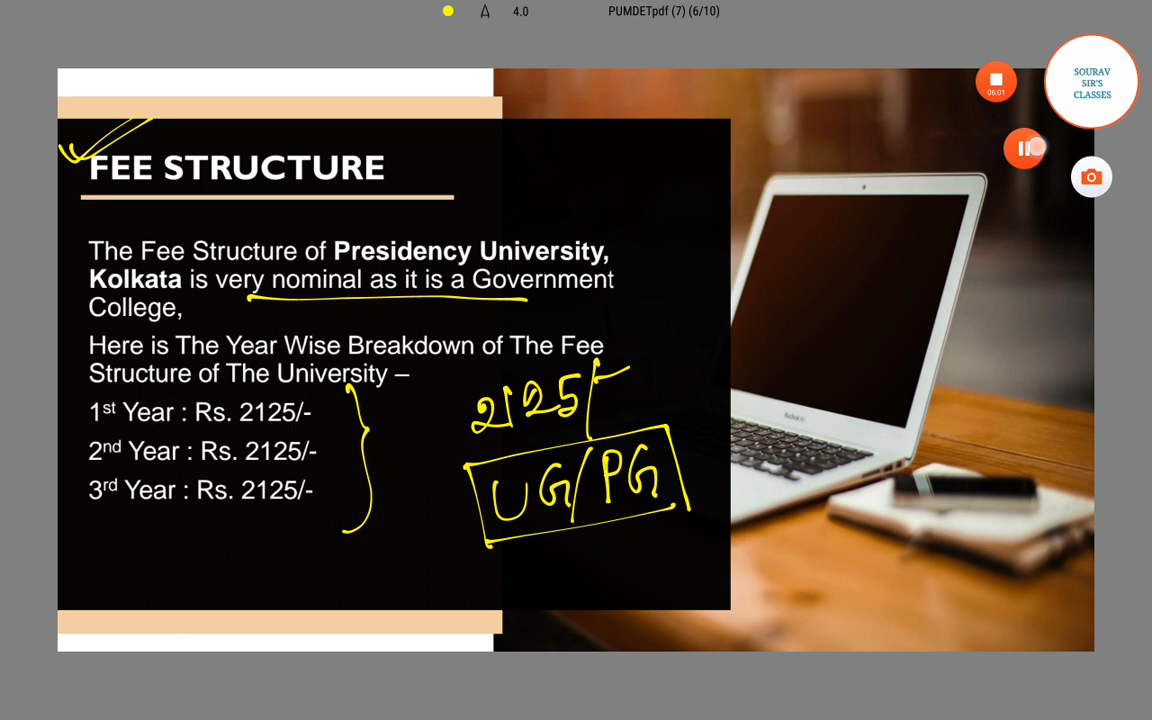 4.0 PUMDETpdf (7) (6/10)
SOURAV
SIR'S
CLASSES
06:01
FEE STRUCTURE
The Fee Structure of Presidency University,
Kolkata is very nominal as it is a Government
College,
Here is The Year Wise Breakdown of The Fee
Structure of The University –
1st Year : Rs. 2125/-
2nd Year : Rs. 2125/-
3rd Year : Rs. 2125/-
2125/-
UG/PG